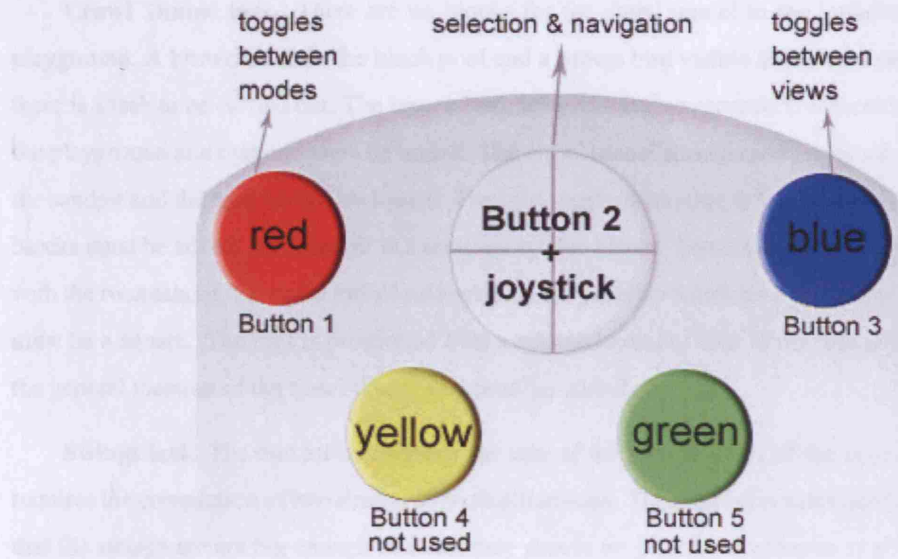 toggles
between
modes
selection & navigation
toggles
between
views
red
Button 1
Button 2
+
joystick
blue
Button 3
yellow
Button 4
not used
green
Button 5
not used